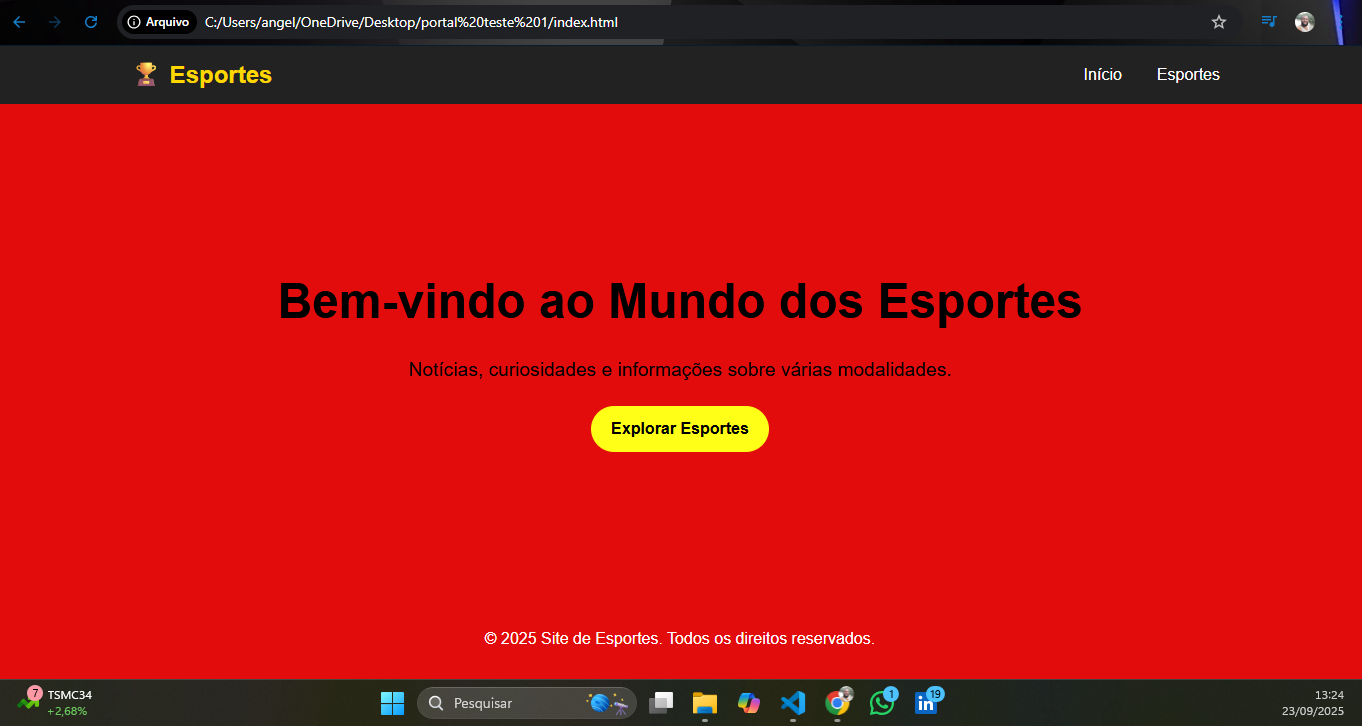 Arquivo C:/Users/angel/OneDrive/Desktop/portal%20teste%201/index.html
🏆 Esportes
Início Esportes
Bem-vindo ao Mundo dos Esportes
Notícias, curiosidades e informações sobre várias modalidades.
Explorar Esportes
© 2025 Site de Esportes. Todos os direitos reservados.
7 TSMC34
+2,68%
Pesquisar
1
19
13:24
23/09/2025